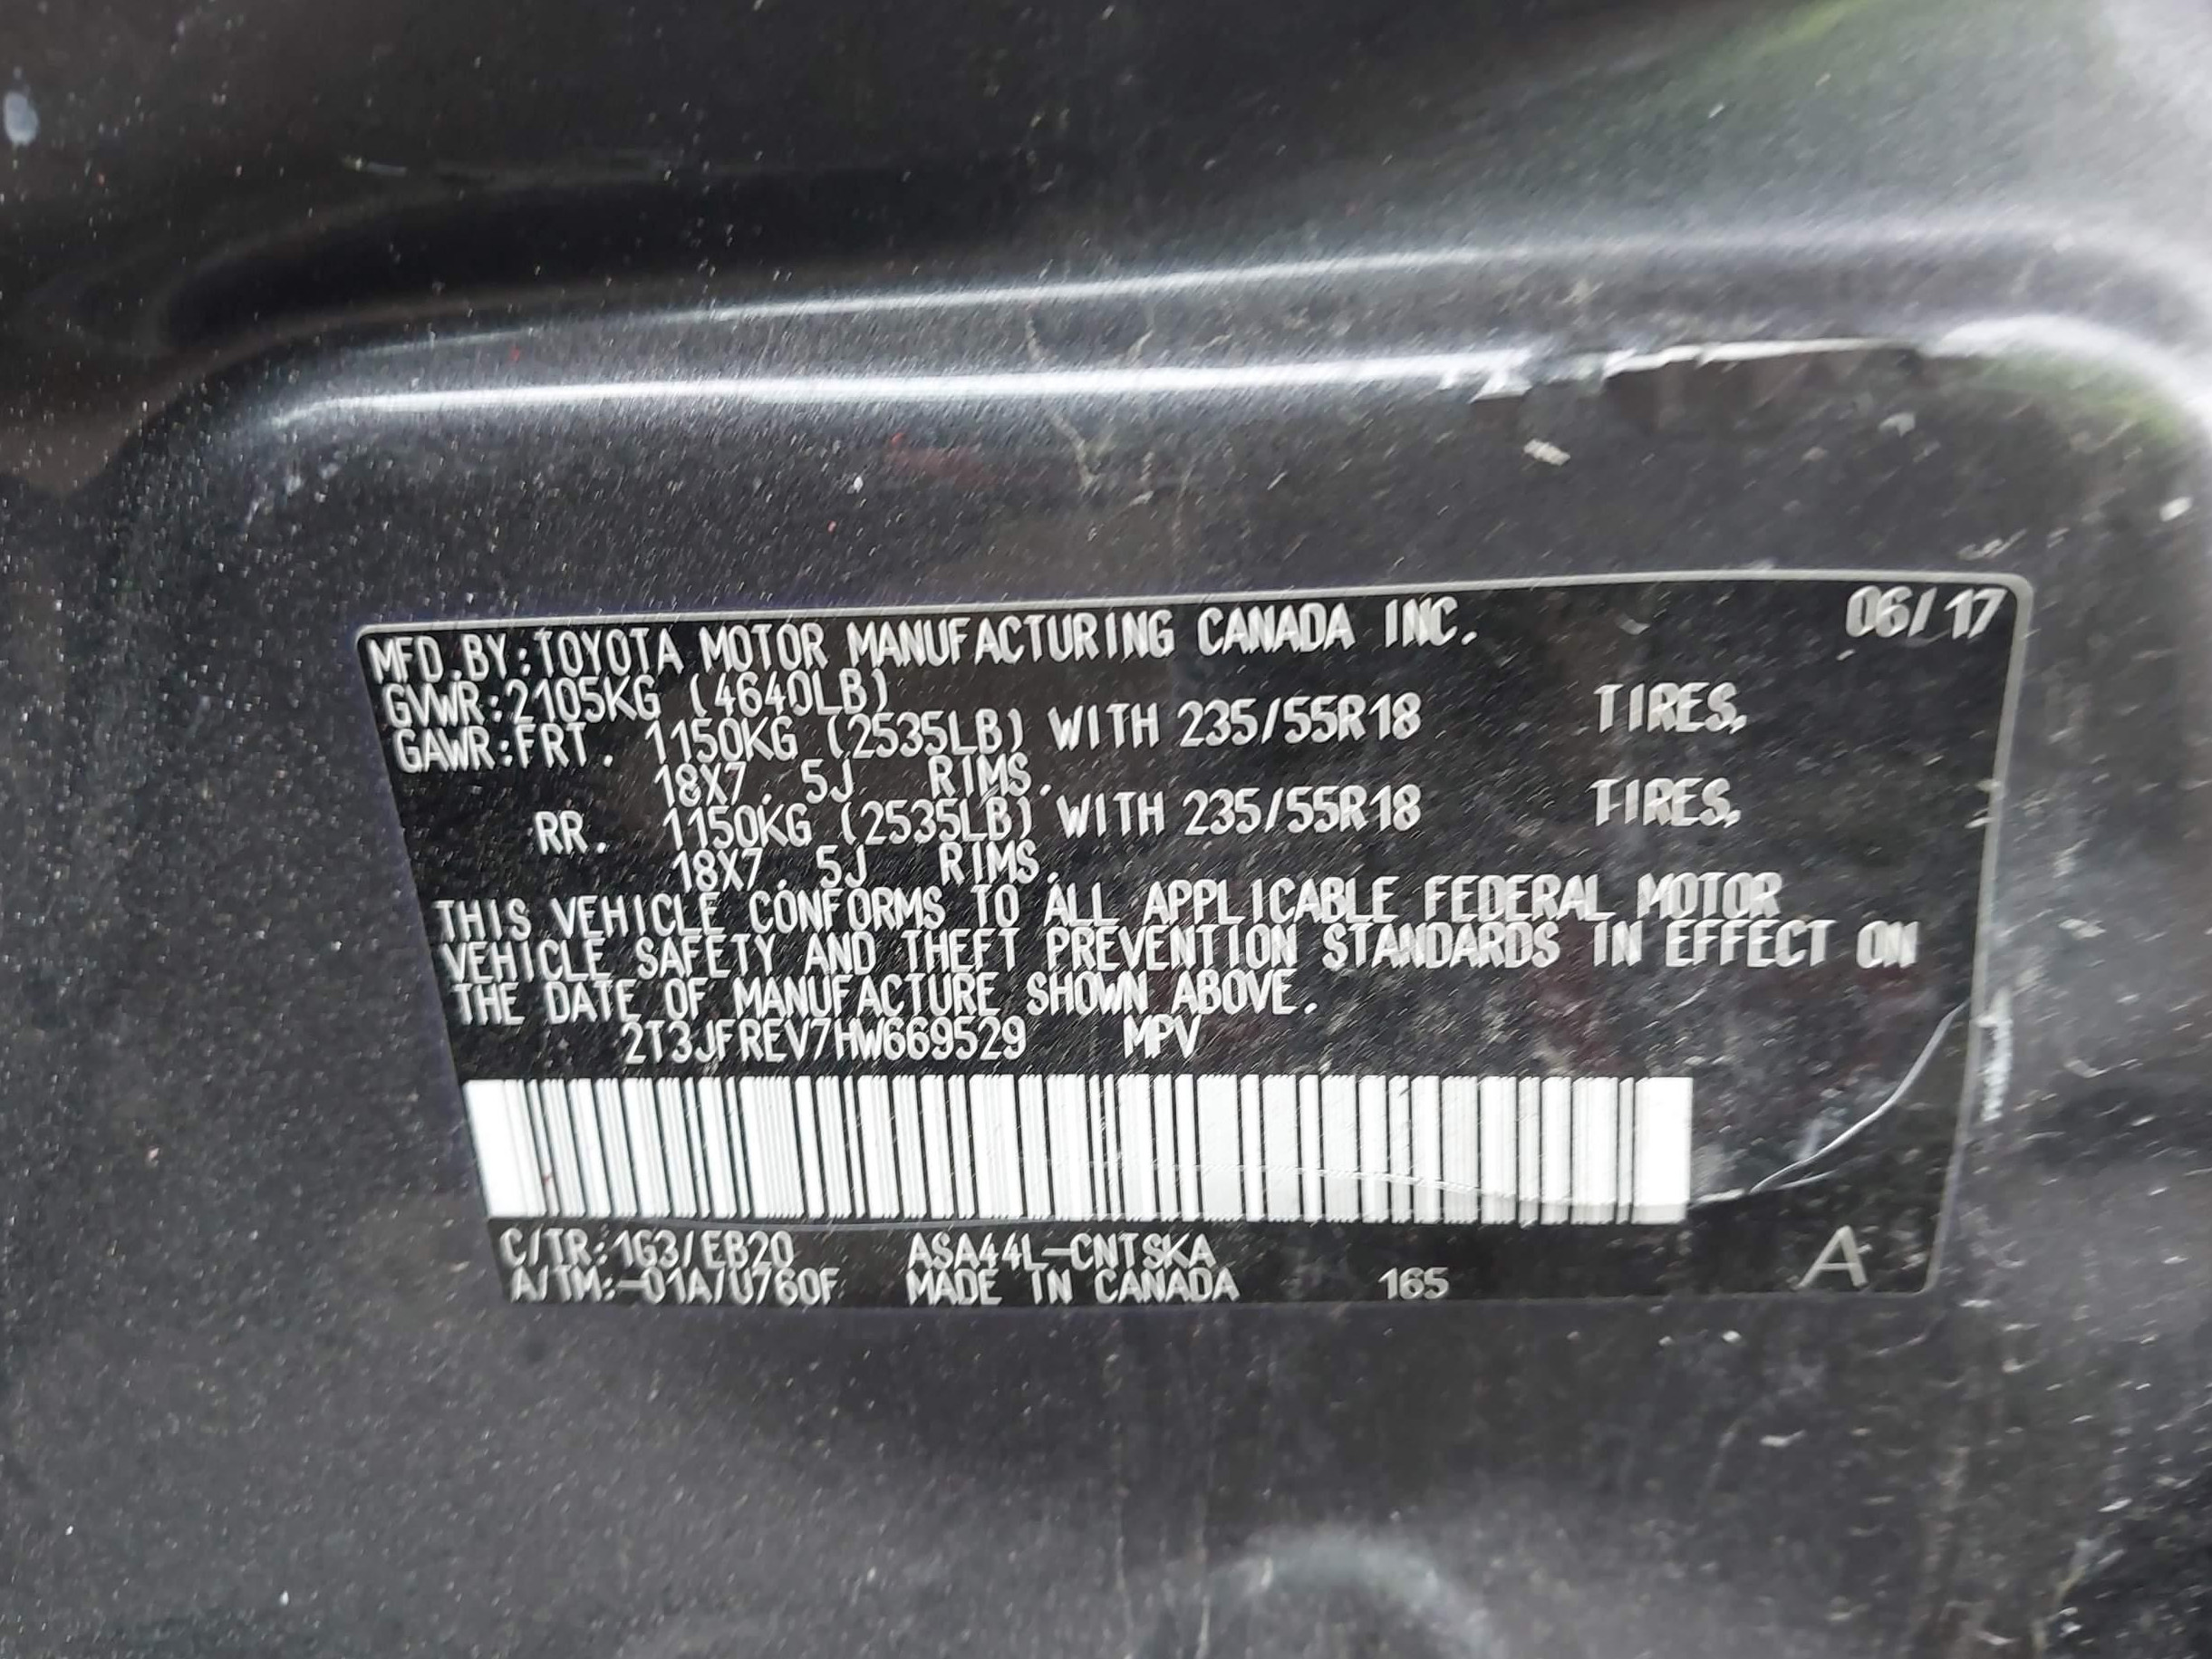 MFD.BY:TOYOTA MOTOR MANUFACTURING CANADA INC. 06/17
GVWR:2105KG (4640LB)
GAWR:FRT. 1150KG (2535LB) WITH 235/55R18 TIRES,
18X7.5J RIMS.
RR. 1150KG (2535LB) WITH 235/55R18 TIRES,
18X7.5J RIMS.
THIS VEHICLE CONFORMS TO ALL APPLICABLE FEDERAL MOTOR
VEHICLE SAFETY AND THEFT PREVENTION STANDARDS IN EFFECT ON
THE DATE OF MANUFACTURE SHOWN ABOVE.
2T3JFREV7HW669529 MPV
C/TR:1G3/EB20 ASA44L-CNTSKA
A/TM:-01A/U760F MADE IN CANADA 165 A